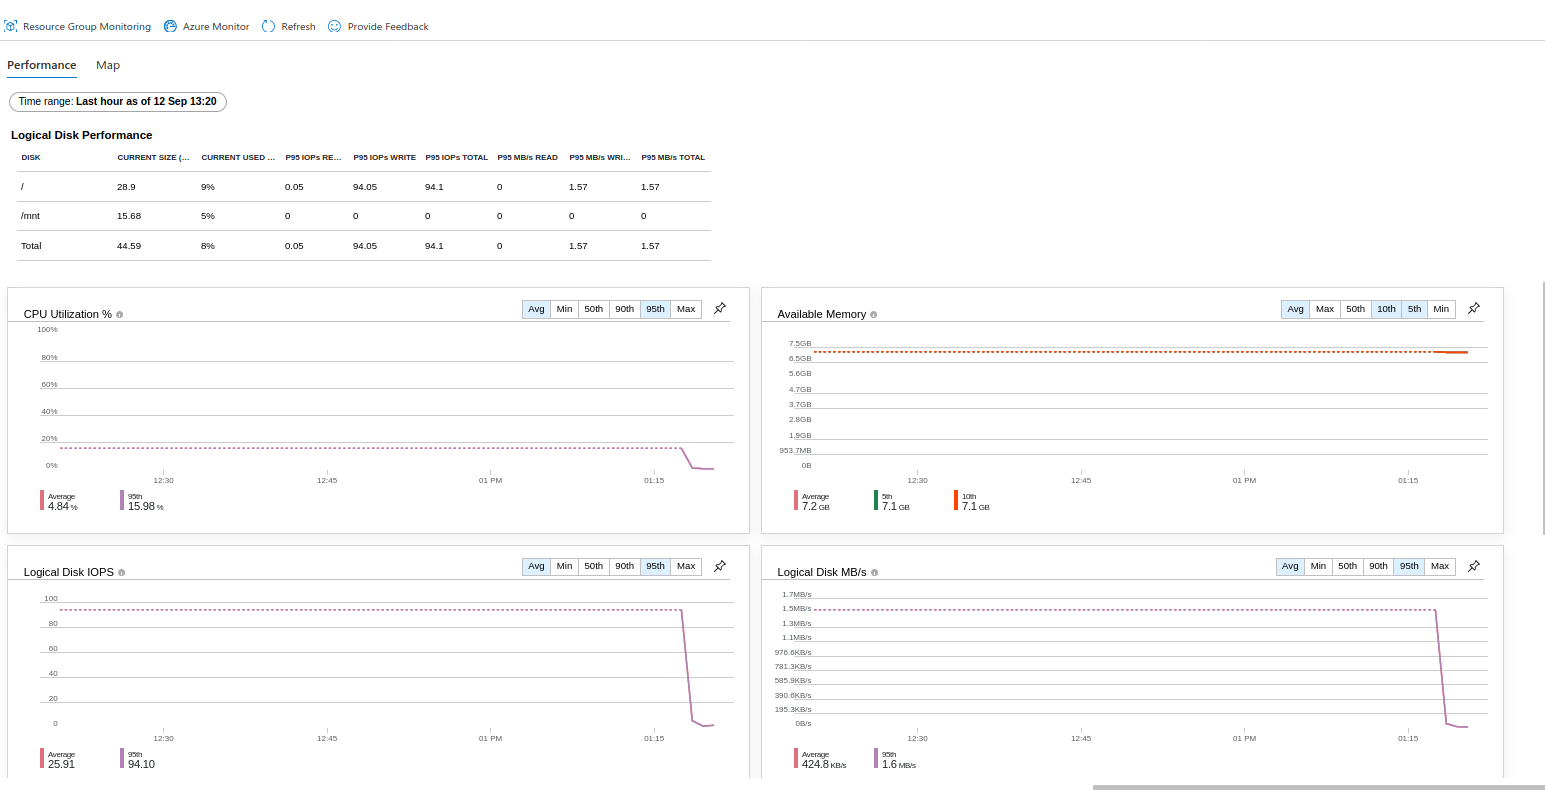 Resource Group Monitoring Azure Monitor Refresh Provide Feedback
Performance Map
Time range: Last hour as of 12 Sep 13:20
Logical Disk Performance
DISK CURRENT SIZE (... CURRENT USED ... P95 IOPs RE... P95 IOPs WRITE P95 IOPs TOTAL P95 MB/s READ P95 MB/s WRI... P95 MB/s TOTAL
/ 28.9 9% 0.05 94.05 94.1 0 1.57 1.57
/mnt 15.68 5% 0 0 0 0 0 0
Total 44.59 8% 0.05 94.05 94.1 0 1.57 1.57
CPU Utilization %
Avg Min 50th 90th 95th Max
100%
80%
60%
40%
20%
0%
12:30 12:45 01 PM 01:15
Average 95th
4.84 % 15.98 %
Available Memory
Avg Max 50th 10th 5th Min
7.5GB
6.5GB
5.6GB
4.7GB
3.7GB
2.8GB
1.9GB
953.7MB
0B
12:30 12:45 01 PM 01:15
Average 5th 10th
7.2 GB 7.1 GB 7.1 GB
Logical Disk IOPS
Avg Min 50th 90th 95th Max
100
80
60
40
20
0
12:30 12:45 01 PM 01:15
Average 95th
25.91 94.10
Logical Disk MB/s
Avg Min 50th 90th 95th Max
1.7MB/s
1.5MB/s
1.3MB/s
1.1MB/s
976.6KB/s
781.3KB/s
585.9KB/s
390.6KB/s
195.3KB/s
0B/s
12:30 12:45 01 PM 01:15
Average 95th
424.8 KB/s 1.6 MB/s